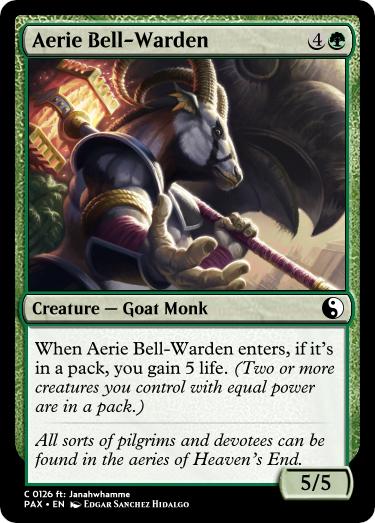 Aerie Bell-Warden 4
Creature — Goat Monk
When Aerie Bell-Warden enters, if it's
in a pack, you gain 5 life. (Two or more
creatures you control with equal power
are in a pack.)
All sorts of pilgrims and devotees can be
found in the aeries of Heaven's End.
5/5
C 0126 ft: Janahwhamme
PAX • EN Edgar Sanchez Hidalgo